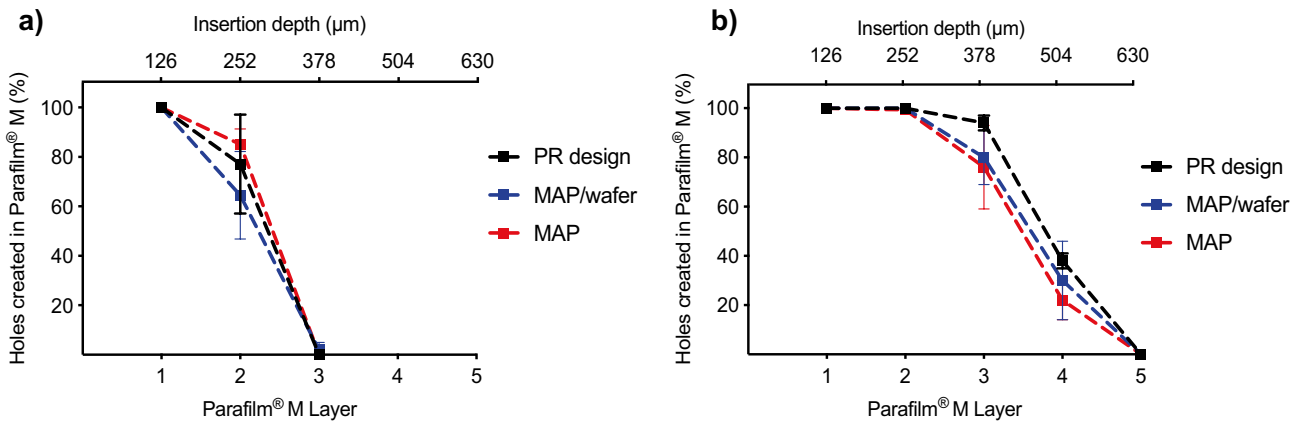 a)
Insertion depth (µm)
126 252 378 504 630
Holes created in Parafilm® M (%)
100
80
60
40
20
1 2 3 4 5
Parafilm® M Layer
PR design
MAP/wafer
MAP
b)
Insertion depth (µm)
126 252 378 504 630
Holes created in Parafilm® M (%)
100
80
60
40
20
1 2 3 4 5
Parafilm® M Layer
PR design
MAP/wafer
MAP